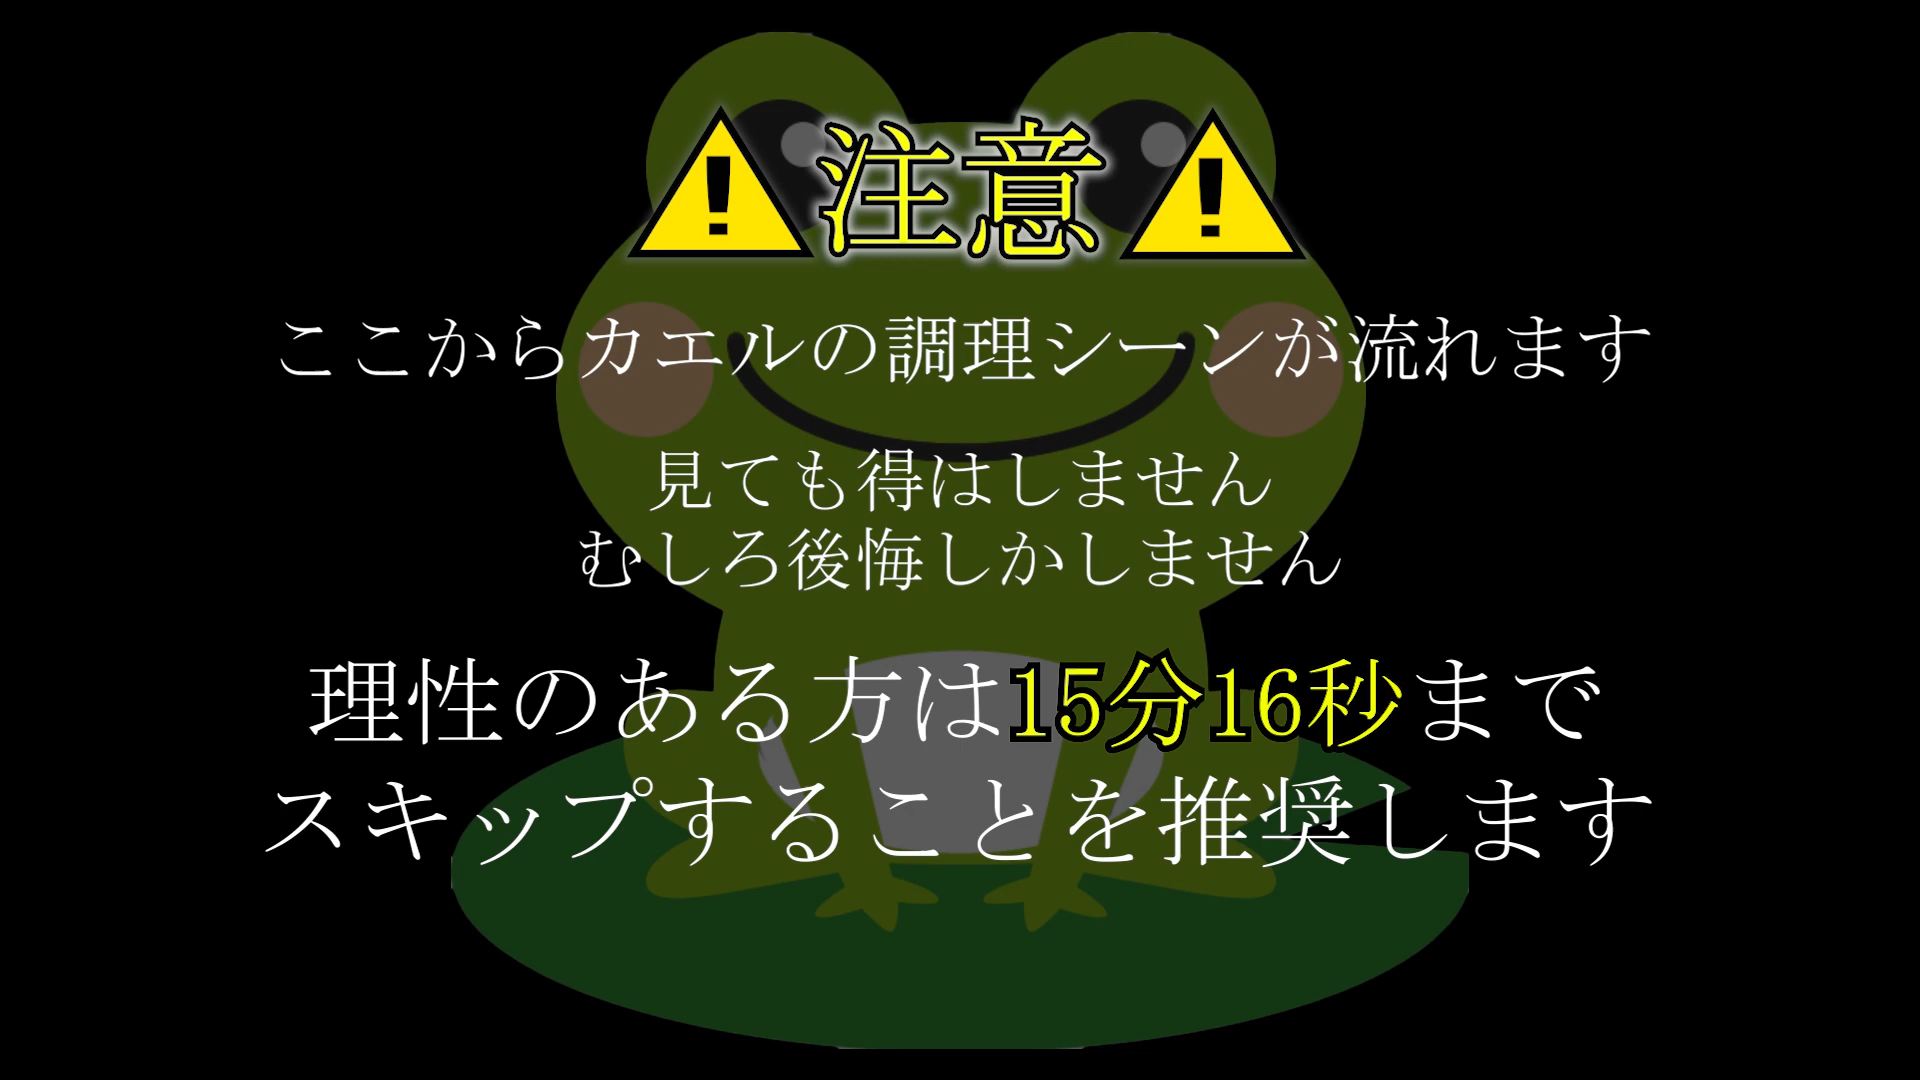 ⚠注意⚠
ここからカエルの調理シーンが流れます
見ても得はしません
むしろ後悔しかしません
理性のある方は15分16秒まで
スキップすることを推奨します